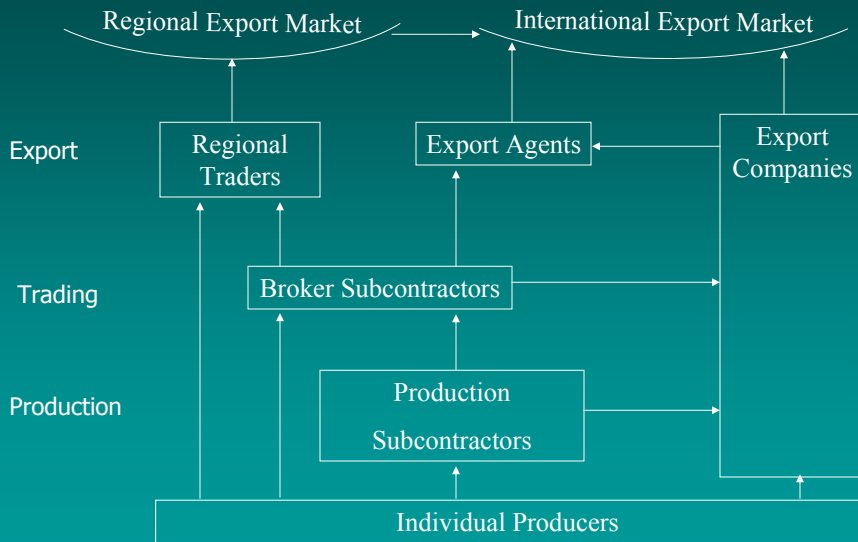 Regional Export Market
International Export Market
Export
Regional
Traders
Export Agents
Export
Companies
Trading
Broker Subcontractors
Production
Production
Subcontractors
Individual Producers